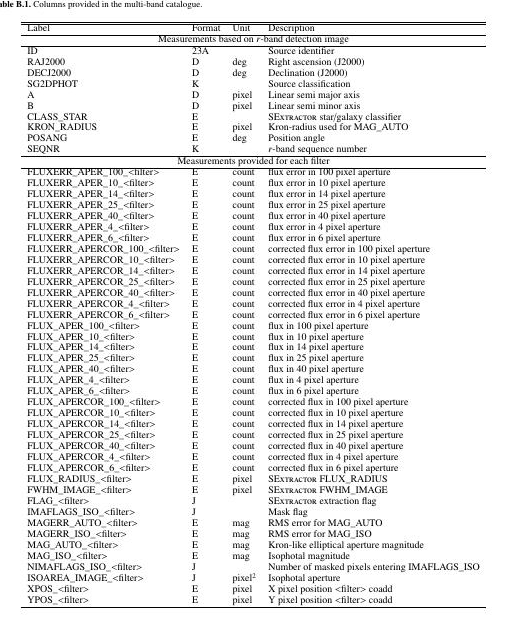 able B.1. Columns provided in the multi-band catalogue.
Label Format Unit Description
Measurements based on r-band detection image
ID 23A Source identifier
RAJ2000 D deg Right ascension (J2000)
DECJ2000 D deg Declination (J2000)
SG2DPHOT K Source classification
A D pixel Linear semi major axis
B D pixel Linear semi minor axis
CLASS_STAR E SExtractor star/galaxy classifier
KRON_RADIUS E pixel Kron-radius used for MAG_AUTO
POSANG E deg Position angle
SEQNR K r-band sequence number
Measurements provided for each filter
FLUXERR_APER_100_<filter> E count flux error in 100 pixel aperture
FLUXERR_APER_10_<filter> E count flux error in 10 pixel aperture
FLUXERR_APER_14_<filter> E count flux error in 14 pixel aperture
FLUXERR_APER_25_<filter> E count flux error in 25 pixel aperture
FLUXERR_APER_40_<filter> E count flux error in 40 pixel aperture
FLUXERR_APER_4_<filter> E count flux error in 4 pixel aperture
FLUXERR_APER_6_<filter> E count flux error in 6 pixel aperture
FLUXERR_APERCOR_100_<filter> E count corrected flux error in 100 pixel aperture
FLUXERR_APERCOR_10_<filter> E count corrected flux error in 10 pixel aperture
FLUXERR_APERCOR_14_<filter> E count corrected flux error in 14 pixel aperture
FLUXERR_APERCOR_25_<filter> E count corrected flux error in 25 pixel aperture
FLUXERR_APERCOR_40_<filter> E count corrected flux error in 40 pixel aperture
FLUXERR_APERCOR_4_<filter> E count corrected flux error in 4 pixel aperture
FLUXERR_APERCOR_6_<filter> E count corrected flux error in 6 pixel aperture
FLUX_APER_100_<filter> E count flux in 100 pixel aperture
FLUX_APER_10_<filter> E count flux in 10 pixel aperture
FLUX_APER_14_<filter> E count flux in 14 pixel aperture
FLUX_APER_25_<filter> E count flux in 25 pixel aperture
FLUX_APER_40_<filter> E count flux in 40 pixel aperture
FLUX_APER_4_<filter> E count flux in 4 pixel aperture
FLUX_APER_6_<filter> E count flux in 6 pixel aperture
FLUX_APERCOR_100_<filter> E count corrected flux in 100 pixel aperture
FLUX_APERCOR_10_<filter> E count corrected flux in 10 pixel aperture
FLUX_APERCOR_14_<filter> E count corrected flux in 14 pixel aperture
FLUX_APERCOR_25_<filter> E count corrected flux in 25 pixel aperture
FLUX_APERCOR_40_<filter> E count corrected flux in 40 pixel aperture
FLUX_APERCOR_4_<filter> E count corrected flux in 4 pixel aperture
FLUX_APERCOR_6_<filter> E count corrected flux in 6 pixel aperture
FLUX_RADIUS_<filter> E pixel SExtractor FLUX_RADIUS
FWHM_IMAGE_<filter> E pixel SExtractor FWHM_IMAGE
FLAG_<filter> J SExtractor extraction flag
IMAFLAGS_ISO_<filter> J Mask flag
MAGERR_AUTO_<filter> E mag RMS error for MAG_AUTO
MAGERR_ISO_<filter> E mag RMS error for MAG_ISO
MAG_AUTO_<filter> E mag Kron-like elliptical aperture magnitude
MAG_ISO_<filter> E mag Isophotal magnitude
NIMAFLAGS_ISO_<filter> J Number of masked pixels entering IMAFLAGS_ISO
ISOAREA_IMAGE_<filter> J pixel² Isophotal aperture
XPOS_<filter> E pixel X pixel position <filter> coadd
YPOS_<filter> E pixel Y pixel position <filter> coadd